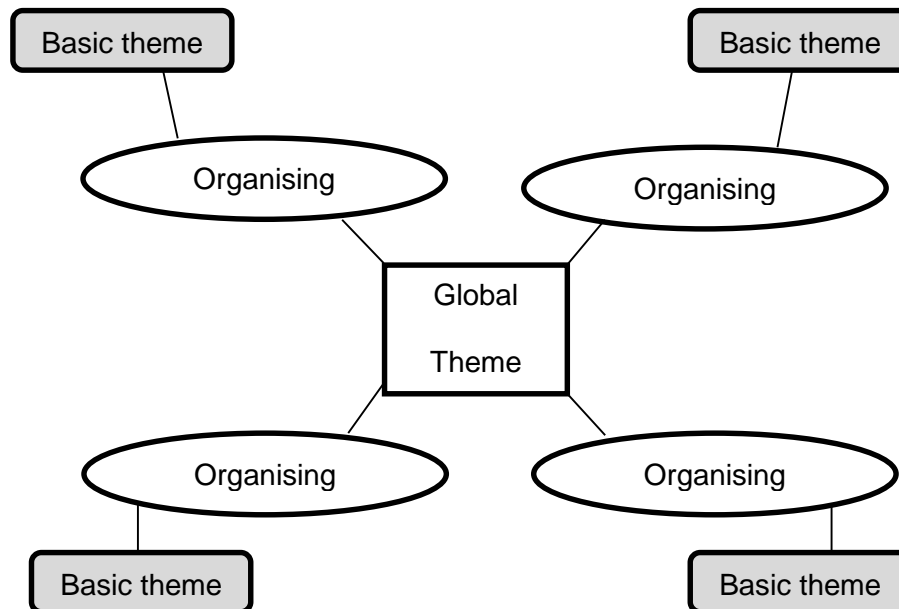 Basic theme
Basic theme
Organising
Organising
Global
Theme
Organising
Organising
Basic theme
Basic theme